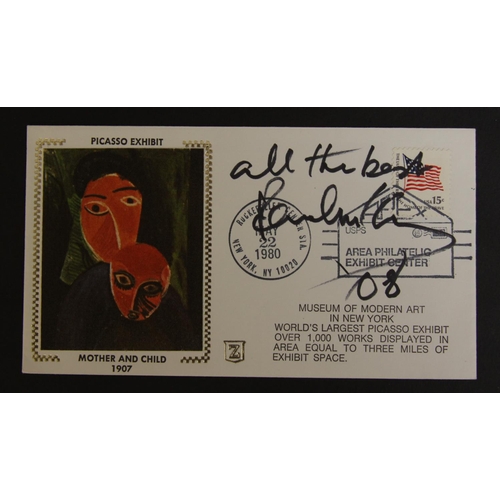 PICASSO EXHIBIT
MOTHER AND CHILD
1907
Z
all the best
08
15¢
MAY
22
1980
NEW YORK, NY 10020
USPS
AREA PHILATELIC
EXHIBIT CENTER
MUSEUM OF MODERN ART
IN NEW YORK
WORLD'S LARGEST PICASSO EXHIBIT
OVER 1,000 WORKS DISPLAYED IN
AREA EQUAL TO THREE MILES OF
EXHIBIT SPACE.